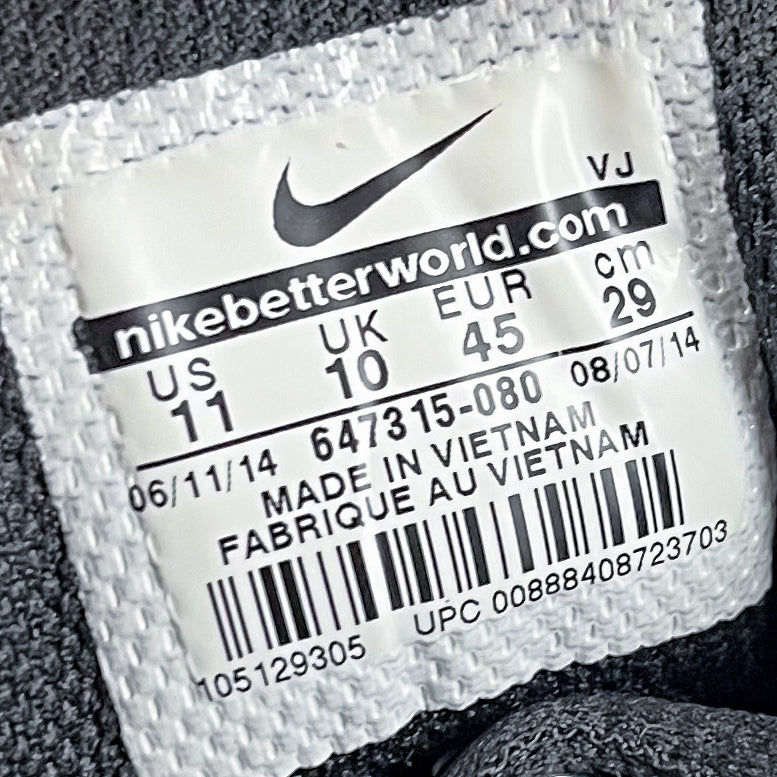 VJ
nikebetterworld.com
US UK EUR cm
11 10 45 29
06/11/14 647315-080 08/07/14
MADE IN VIETNAM
FABRIQUE AU VIETNAM
105129305 UPC 00888408723703